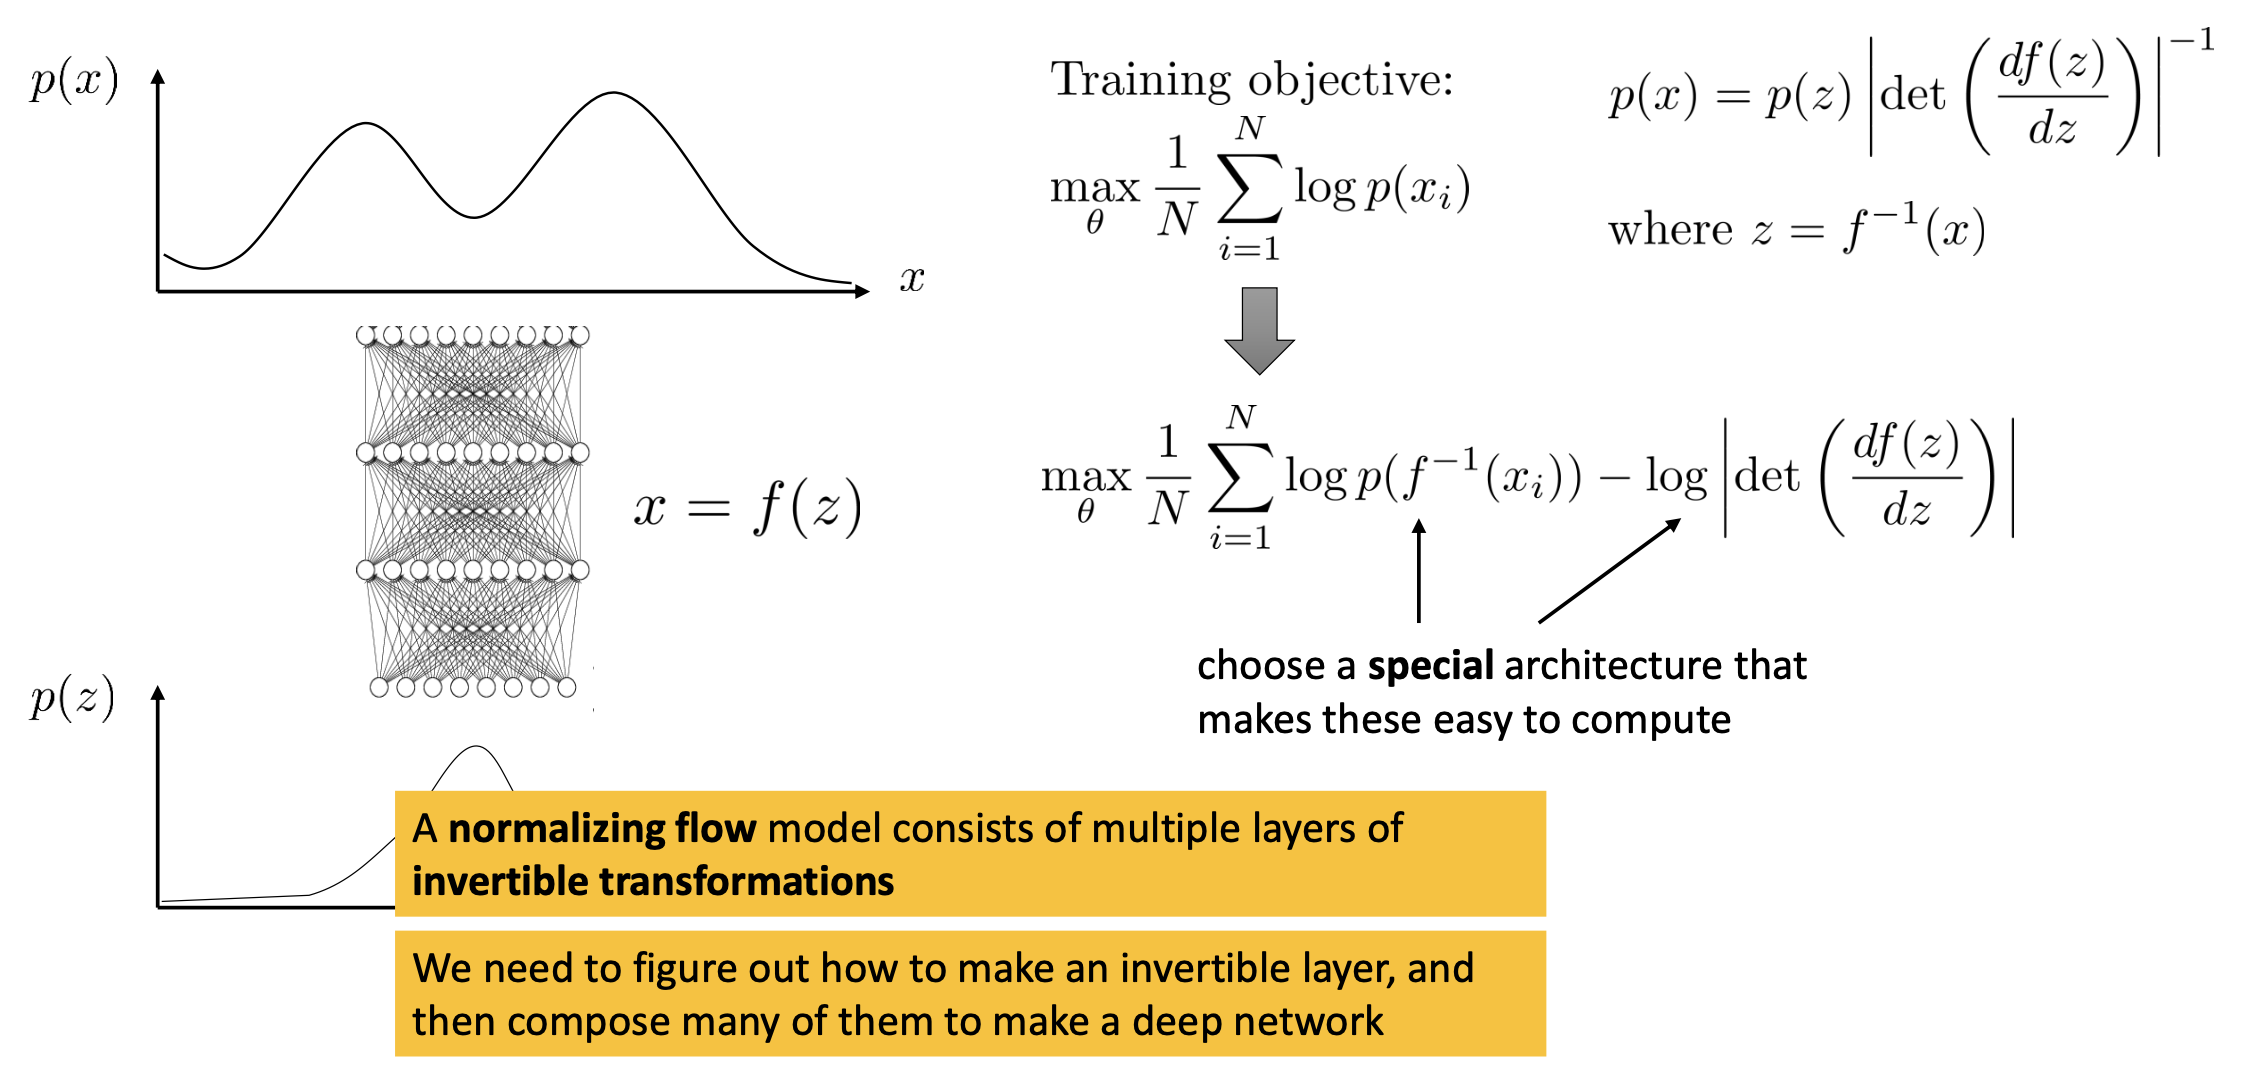 p(x)
x
x = f(z)
p(z)
Training objective:
\max_\theta \frac{1}{N} \sum_{i=1}^{N} \log p(x_i)
p(x) = p(z) \left| \det \left( \frac{df(z)}{dz} \right) \right|^{-1}
where z = f^{-1}(x)
\max_\theta \frac{1}{N} \sum_{i=1}^{N} \log p(f^{-1}(x_i)) - \log \left| \det \left( \frac{df(z)}{dz} \right) \right|
choose a special architecture that
makes these easy to compute
A normalizing flow model consists of multiple layers of
invertible transformations
We need to figure out how to make an invertible layer, and
then compose many of them to make a deep network